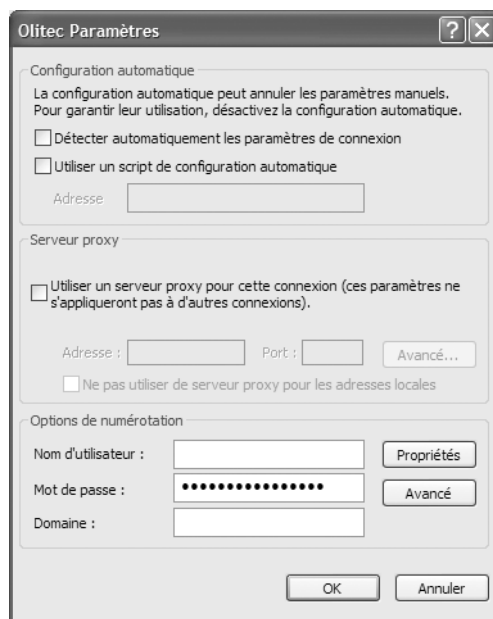 Olitec Paramètres
Configuration automatique
La configuration automatique peut annuler les paramètres manuels.
Pour garantir leur utilisation, désactivez la configuration automatique.
Détecter automatiquement les paramètres de connexion
Utiliser un script de configuration automatique
Adresse
Serveur proxy
Utiliser un serveur proxy pour cette connexion (ces paramètres ne
s'appliqueront pas à d'autres connexions).
Adresse : Port : Avancé...
Ne pas utiliser de serveur proxy pour les adresses locales
Options de numérotation
Nom d'utilisateur : Propriétés
Mot de passe : •••••••••••••••• Avancé
Domaine :
OK Annuler